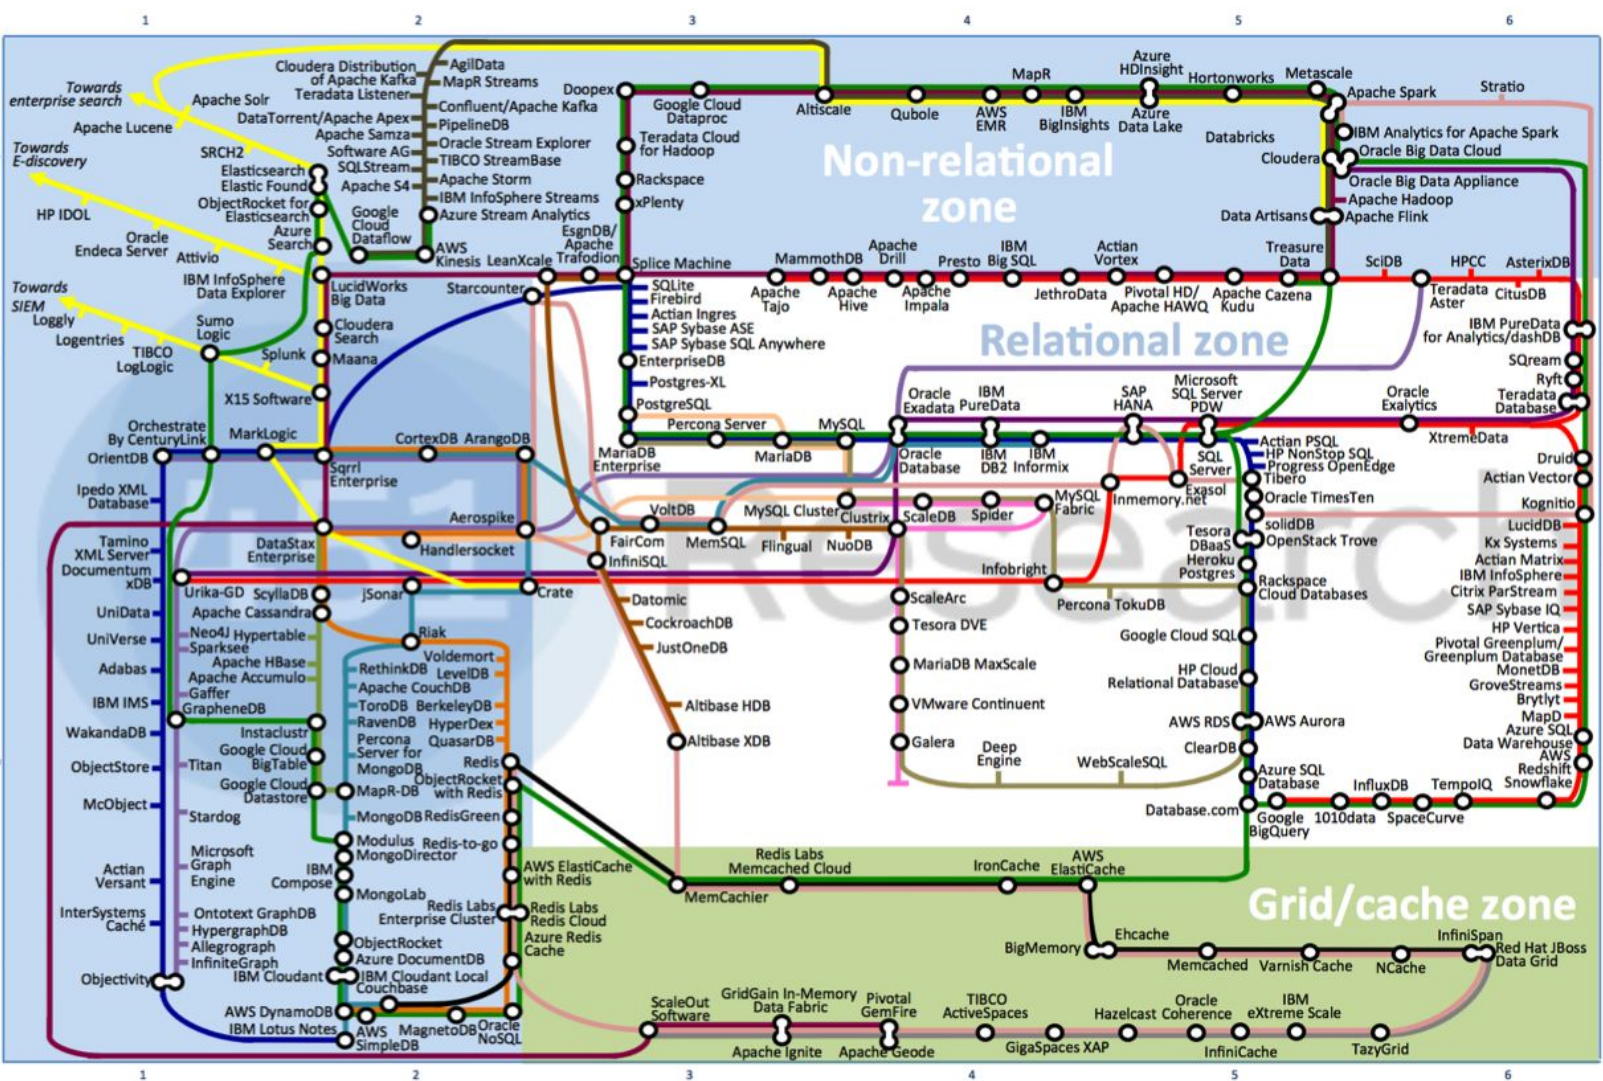 1 2 3 4 5 6
Towards
enterprise search
Apache Solr
Apache Lucene
Towards
E-discovery
SRCH2
Elasticsearch
Elastic Found
ObjectRocket for
Elasticsearch
Azure
Search
HP IDOL
Oracle
Endeca Server
Attivio
IBM InfoSphere
Data Explorer
Towards
SIEM
Loggly
Logentries
TIBCO
LogLogic
Sumo
Logic
Splunk
X15 Software
LucidWorks
Big Data
Cloudera
Search
Maana
Cloudera Distribution
of Apache Kafka
Teradata Listener
DataTorrent/Apache Apex
Apache Samza
Software AG
SQLStream
Apache S4
Google
Cloud
Dataflow
AgilData
MapR Streams
Confluent/Apache Kafka
PipelineDB
Oracle Stream Explorer
TIBCO StreamBase
Apache Storm
IBM InfoSphere Streams
Azure Stream Analytics
AWS
Kinesis
LeanXcale
Starcounter
EsgnDB/
Apache
Trafodion
Splice Machine
Doopex
Google Cloud
Dataproc
Teradata Cloud
for Hadoop
Rackspace
xPlenty
Altiscale
Qubole
AWS
EMR
MapR
IBM
BigInsights
Azure
HDInsight
Azure
Data Lake
Hortonworks
Metascale
Apache Spark
Stratio
Databricks
IBM Analytics for Apache Spark
Cloudera
Oracle Big Data Cloud
Oracle Big Data Appliance
Apache Hadoop
Data Artisans
Apache Flink
Non-relational
zone
Treasure
Data
MammothDB
Apache
Tajo
Apache
Hive
Apache
Drill
Apache
Impala
Presto
IBM
Big SQL
JethroData
Actian
Vortex
Pivotal HD/
Apache HAWQ
Apache
Kudu
Cazena
SciDB
Teradata
Aster
HPCC
CitusDB
AsterixDB
IBM PureData
for Analytics/dashDB
SQream
Ryft
Teradata
Database
Relational zone
SQLite
Firebird
Actian Ingres
SAP Sybase ASE
SAP Sybase SQL Anywhere
EnterpriseDB
Postgres-XL
PostgreSQL
MariaDB
Enterprise
Percona Server
MariaDB
MySQL
Oracle
Exadata
Oracle
Database
IBM
PureData
IBM
DB2
IBM
Informix
SAP
HANA
Microsoft
SQL Server
PDW
SQL
Server
Oracle
Exalytics
XtremeData
Actian PSQL
HP NonStop SQL
Progress OpenEdge
Tibero
Oracle TimesTen
solidDB
Tesora
DBaaS
OpenStack Trove
Heroku
Postgres
Rackspace
Cloud Databases
Google Cloud SQL
HP Cloud
Relational Database
AWS RDS
AWS Aurora
ClearDB
Azure SQL
Database
Database.com
Google
BigQuery
1010data
InfluxDB
SpaceCurve
TempoIQ
Druid
Actian Vector
Kognitio
LucidDB
Kx Systems
Actian Matrix
IBM InfoSphere
Citrix ParStream
SAP Sybase IQ
HP Vertica
Pivotal Greenplum/
Greenplum Database
MonetDB
GroveStreams
Brytlyt
MapD
Azure SQL
Data Warehouse
AWS
Redshift
Snowflake
Orchestrate
By CenturyLink
MarkLogic
OrientDB
CortexDB
ArangoDB
Sqrrl
Enterprise
Ipedo XML
Database
Tamino
XML Server
Documentum
xDB
UniData
UniVerse
Adabas
IBM IMS
WakandaDB
ObjectStore
McObject
Actian
Versant
InterSystems
Caché
Objectivity
DataStax
Enterprise
Handlersocket
Aerospike
Urika-GD
ScyllaDB
Apache Cassandra
jSonar
Crate
Neo4J
Hypertable
Sparksee
Apache HBase
Apache Accumulo
Gaffer
GrapheneDB
Instaclustr
Titan
Google Cloud
BigTable
Google Cloud
Datastore
Stardog
Microsoft
Graph
Engine
Ontotext GraphDB
HypergraphDB
Allegrograph
InfiniteGraph
Riak
Voldemort
RethinkDB
LevelDB
Apache CouchDB
ToroDB
BerkeleyDB
RavenDB
HyperDex
Percona
Server for
MongoDB
QuasarDB
Redis
ObjectRocket
with Redis
MapR-DB
MongoDB
RedisGreen
Modulus
Redis-to-go
MongoDirector
IBM
Compose
MongoLab
AWS ElastiCache
with Redis
Redis Labs
Enterprise Cluster
Redis Labs
Redis Cloud
ObjectRocket
Azure Redis
Cache
Azure DocumentDB
IBM Cloudant
IBM Cloudant Local
Couchbase
AWS DynamoDB
IBM Lotus Notes
AWS
SimpleDB
MagnetoDB
Oracle
NoSQL
451 Research
VoltDB
FairCom
MemSQL
InfiniSQL
MySQL Cluster
Clustrix
Flingual
NuoDB
ScaleDB
Spider
MySQL
Fabric
Inmemory.net
Exasol
Infobright
Percona TokuDB
Datomic
CockroachDB
JustOneDB
Altibase HDB
Altibase XDB
ScaleArc
Tesora DVE
MariaDB MaxScale
VMware Continuent
Galera
Deep
Engine
WebScaleSQL
MemCachier
Redis Labs
Memcached Cloud
IronCache
AWS
ElastiCache
Grid/cache zone
BigMemory
Ehcache
Memcached
Varnish Cache
NCache
InfiniSpan
Red Hat JBoss
Data Grid
ScaleOut
Software
GridGain In-Memory
Data Fabric
Apache Ignite
Pivotal
GemFire
Apache Geode
TIBCO
ActiveSpaces
GigaSpaces XAP
Hazelcast
Oracle
Coherence
InfiniCache
IBM
eXtreme Scale
TazyGrid
1 2 3 4 5 6